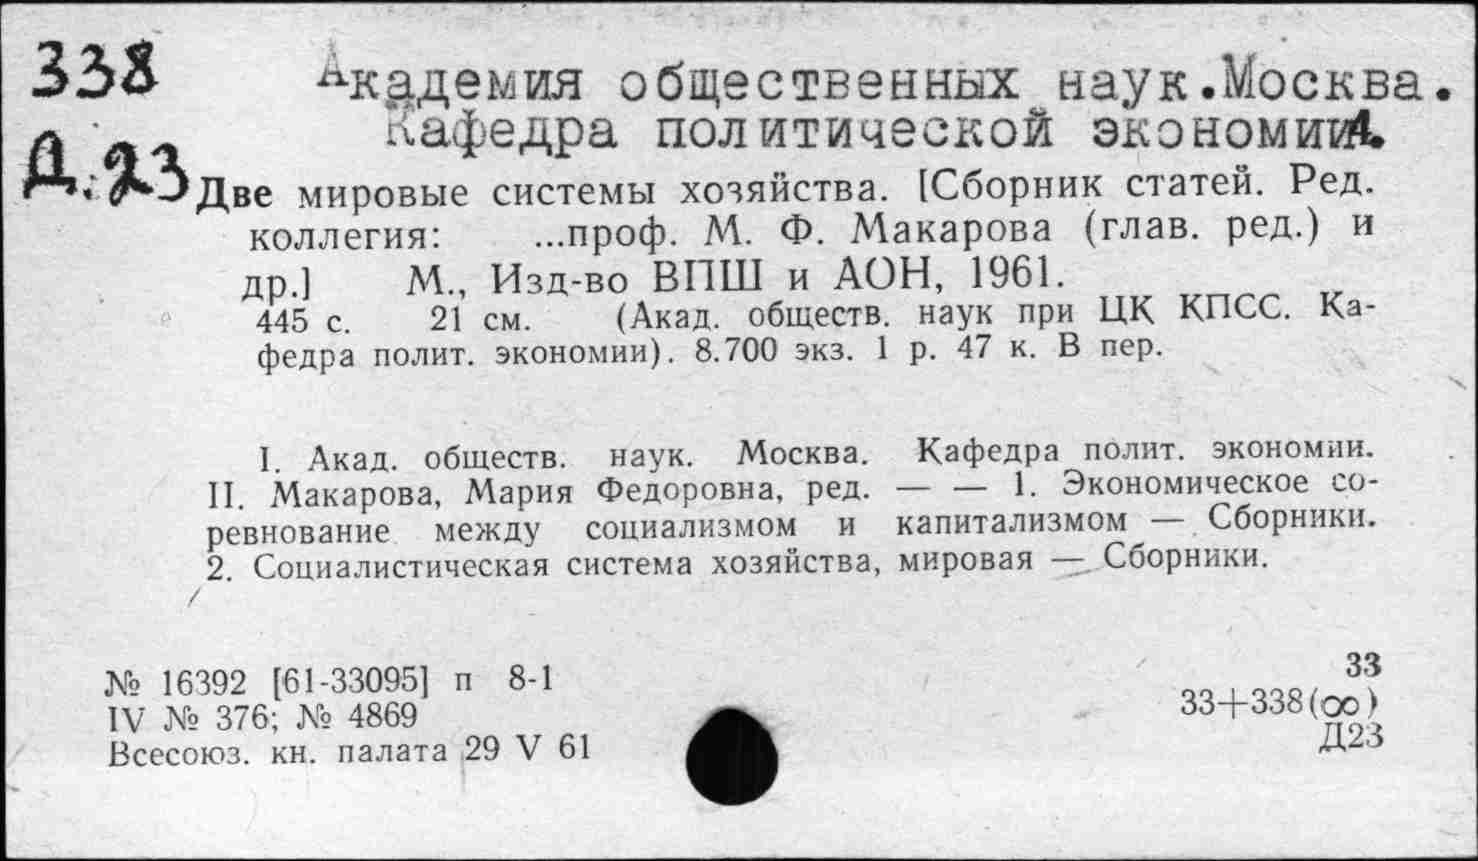 338
Академия общественных наук.Москва.
Д.23
Кафедра политической экономии.
Две мировые системы хозяйства. [Сборник статей. Ред.
коллегия: ...проф. М. Ф. Макарова (глав. ред.) и
др.] М., Изд-во ВПШ и АОН, 1961.
445 с. 21 см. (Акад. обществ. наук при ЦК КПСС. Ка-
федра полит. экономии). 8.700 экз. 1 р. 47 к. В пер.
I. Акад. обществ. наук. Москва. Кафедра полит. экономии.
II. Макарова, Мария Федоровна, ред. — — 1. Экономическое со-
ревнование между социализмом и капитализмом — Сборники.
2. Социалистическая система хозяйства, мировая — Сборники.
№ 16392 [61-33095] п 8-1
IV № 376; № 4869
Всесоюз. кн. палата 29 V 61
33
33+338(∞)
Д23